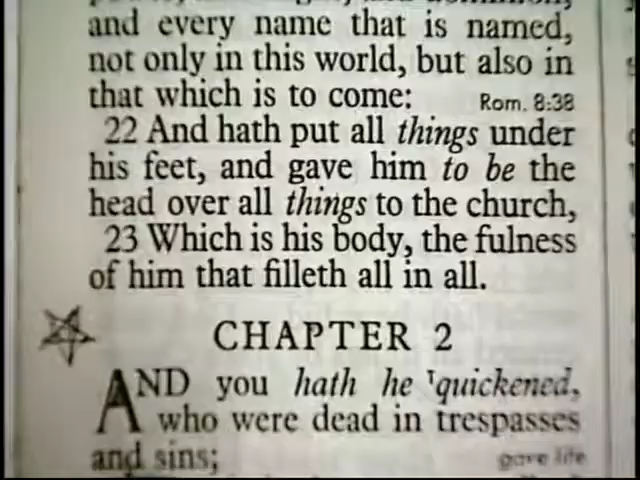 and every name that is named,
not only in this world, but also in
that which is to come: Rom. 8:38
22 And hath put all things under
his feet, and gave him to be the
head over all things to the church,
23 Which is his body, the fulness
of him that filleth all in all.
CHAPTER 2
AND you hath he ʳquickened,
who were dead in trespasses
and sins; gave life